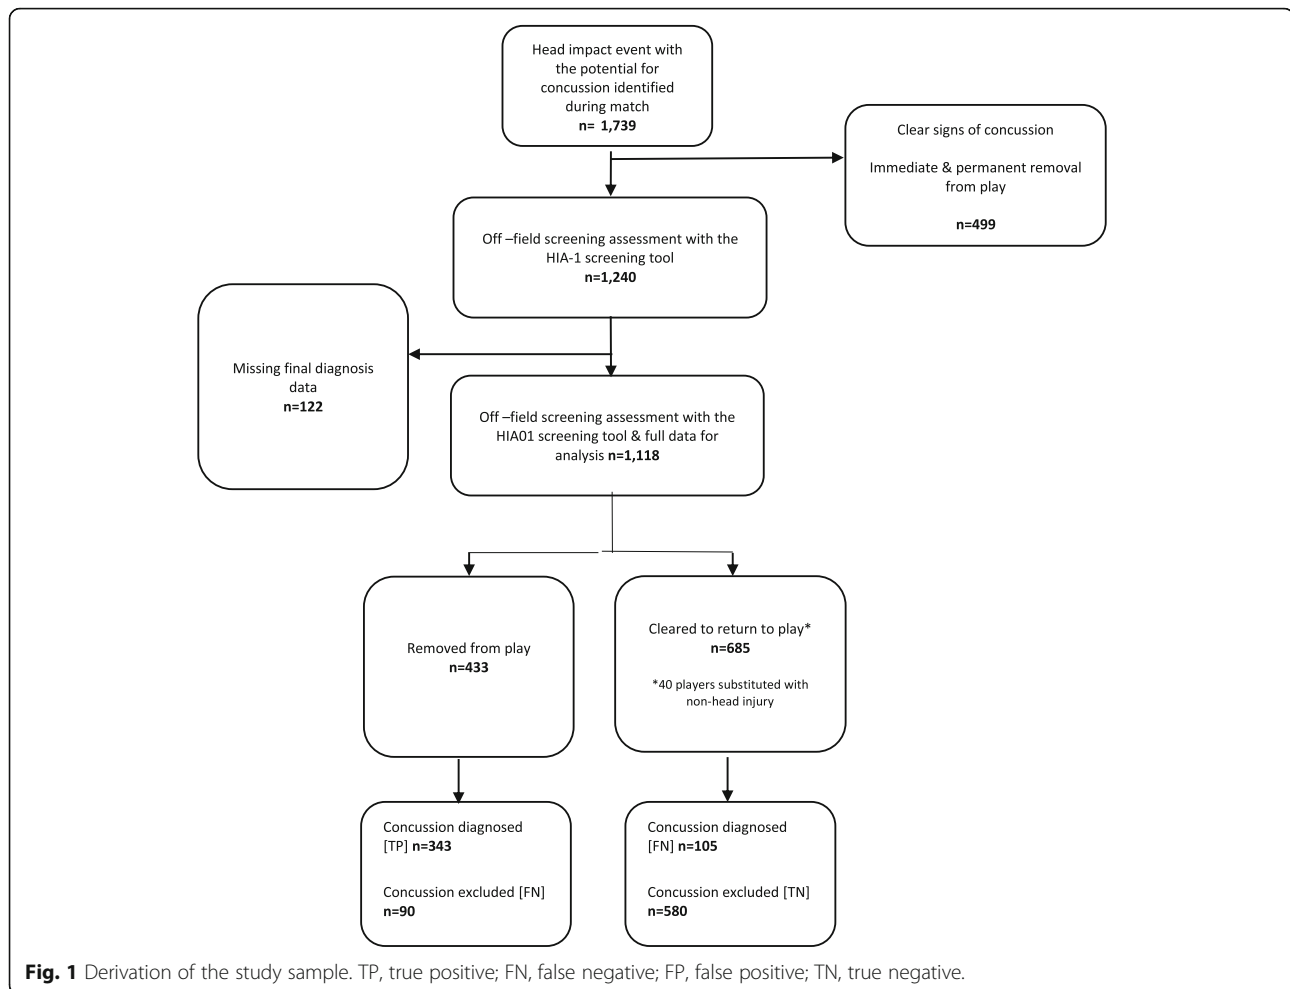 Head impact event with
the potential for
concussion identified
during match
n= 1,739
Clear signs of concussion
Immediate & permanent removal
from play
n=499
Off –field screening assessment with the
HIA-1 screening tool
n=1,240
Missing final diagnosis
data
n=122
Off –field screening assessment with the
HIA01 screening tool & full data for
analysis n=1,118
Removed from play
n=433
Cleared to return to play*
n=685
*40 players substituted with
non-head injury
Concussion diagnosed
[TP] n=343
Concussion excluded [FN]
n=90
Concussion diagnosed
[FN] n=105
Concussion excluded [TN]
n=580
Fig. 1 Derivation of the study sample. TP, true positive; FN, false negative; FP, false positive; TN, true negative.